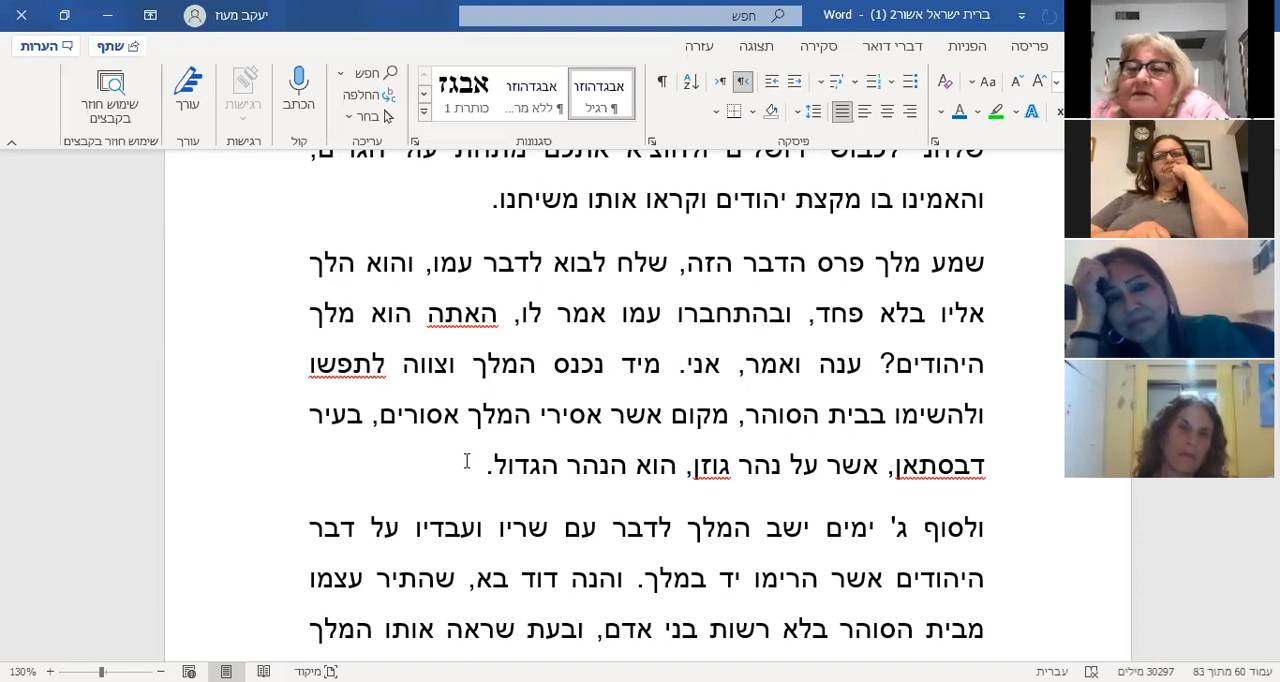 יעקב מעוז
חפש
ברית ישראל אשור2 (1) - Word
שתף
הערות
פריסה
הפניות
דברי דואר
סקירה
תצוגה
עזרה
חפש
החלפה
בחר
אבגדהוזר
¶ רגיל
אבגדהוזר
¶ ללא מר...
אבגז
כותרת 1
Aa
הכתב
רגישות
עורך
שימוש חוזר
בקבצים
פיסקה
סגנונות
עריכה
קול
רגישות
עורך
שימוש חוזר בקבצים
והאמינו בו מקצת יהודים וקראו אותו משיחנו.
שמע מלך פרס הדבר הזה, שלח לבוא לדבר עמו, והוא הלך
אליו בלא פחד, ובהתחברו עמו אמר לו, האתה הוא מלך
היהודים? ענה ואמר, אני. מיד נכנס המלך וצווה לתפשו
ולהשימו בבית הסוהר, מקום אשר אסירי המלך אסורים, בעיר
דבסתאן, אשר על נהר גוזן, הוא הנהר הגדול.
ולסוף ג' ימים ישב המלך לדבר עם שריו ועבדיו על דבר
היהודים אשר הרימו יד במלך. והנה דוד בא, שהתיר עצמו
מבית הסוהר בלא רשות בני אדם, ובעת שראה אותו המלך
עמוד 60 מתוך 83
30297 מילים
עברית
מיקוד
130%